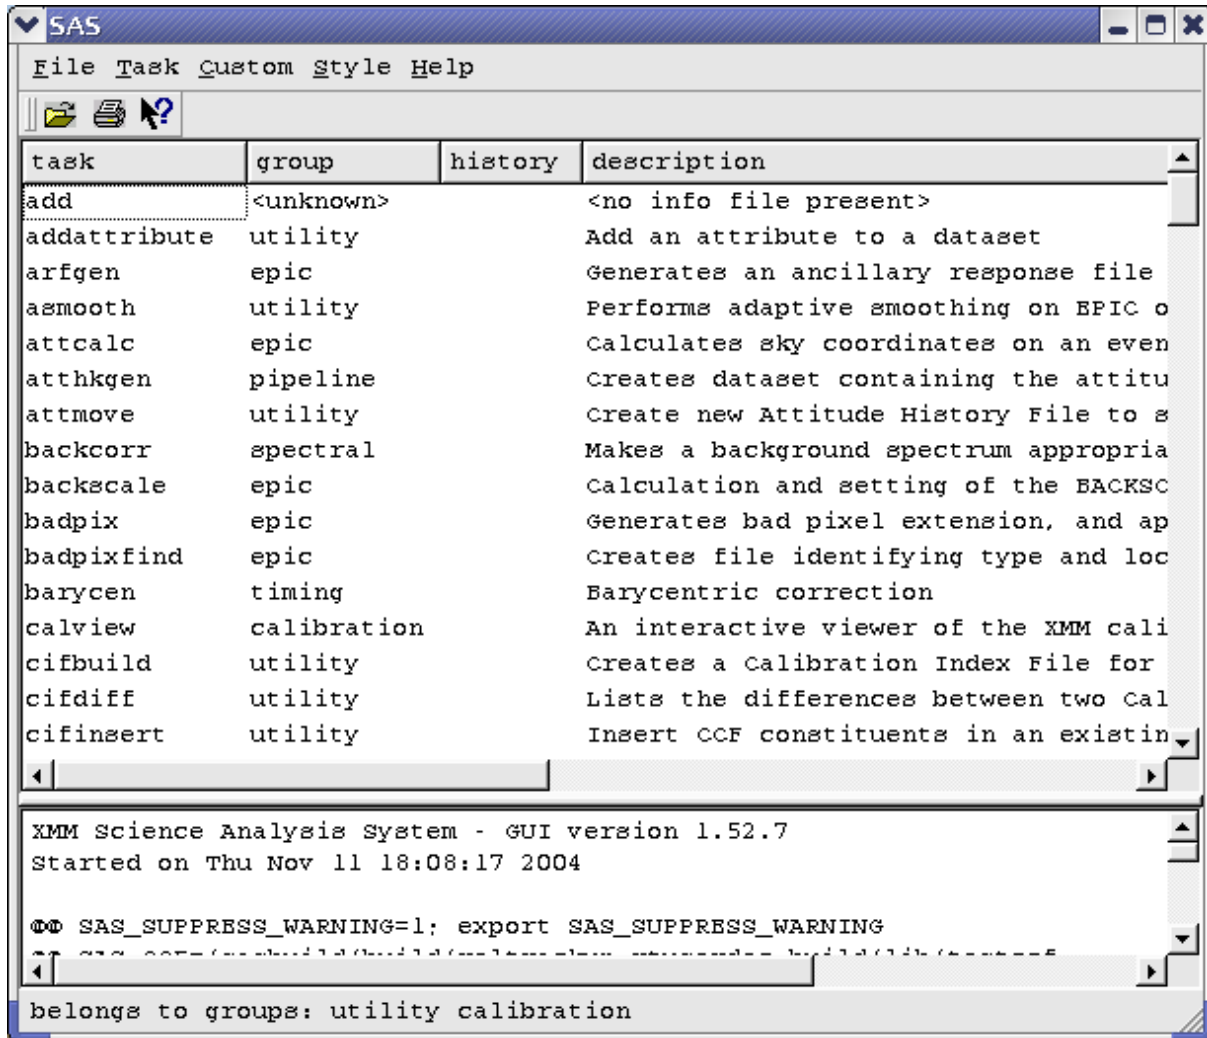 SAS
File Task Custom Style Help
task group history description
add <unknown> <no info file present>
addattribute utility Add an attribute to a dataset
arfgen epic Generates an ancillary response file
asmooth utility Performs adaptive smoothing on EPIC o
attcalc epic Calculates sky coordinates on an even
atthkgen pipeline Creates dataset containing the attitu
attmove utility Create new Attitude History File to s
backcorr spectral Makes a background spectrum appropria
backscale epic Calculation and setting of the BACKSC
badpix epic Generates bad pixel extension, and ap
badpixfind epic Creates file identifying type and loc
barycen timing Barycentric correction
calview calibration An interactive viewer of the XMM cali
cifbuild utility Creates a Calibration Index File for
cifdiff utility Lists the differences between two Cal
cifinsert utility Insert CCF constituents in an existin
XMM Science Analysis System - GUI version 1.52.7
Started on Thu Nov 11 18:08:17 2004
@@ SAS_SUPPRESS_WARNING=1; export SAS_SUPPRESS_WARNING
belongs to groups: utility calibration